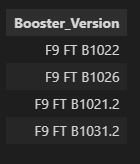 Booster_Version
F9 FT B1022
F9 FT B1026
F9 FT B1021.2
F9 FT B1031.2